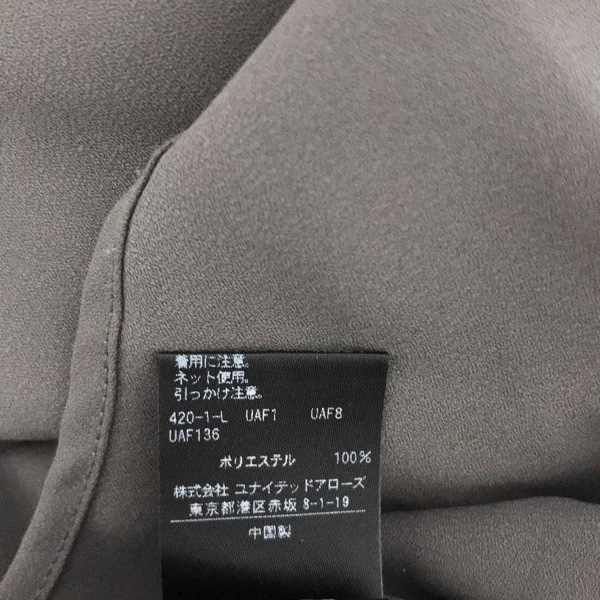 着用に注意。
ネット使用。
引っかけ注意。
420-1-L UAF1 UAF8
UAF136
ポリエステル 100%
株式会社 ユナイテッドアローズ
東京都港区赤坂 8-1-19
中国製